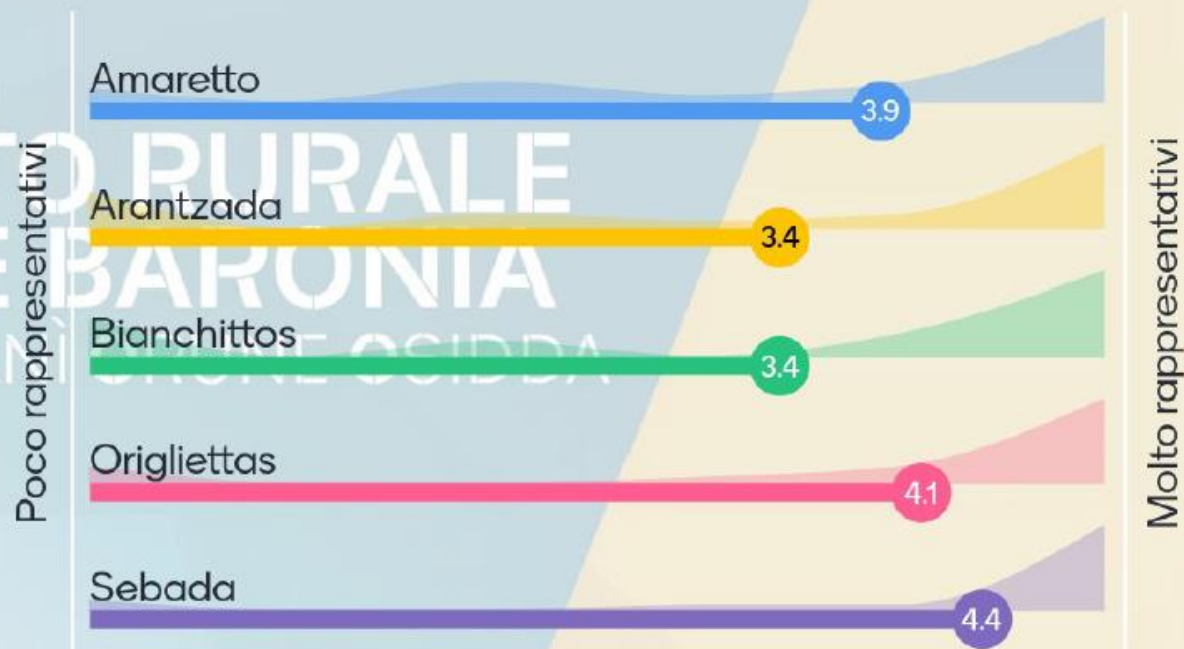 Poco rappresentativi
Amaretto
3.9
O RURALE
Arantzada
3.4
BARONIA
Bianchittos
3.4
OSIDDA
Origliettas
4.1
Sebada
4.4
Molto rappresentativi